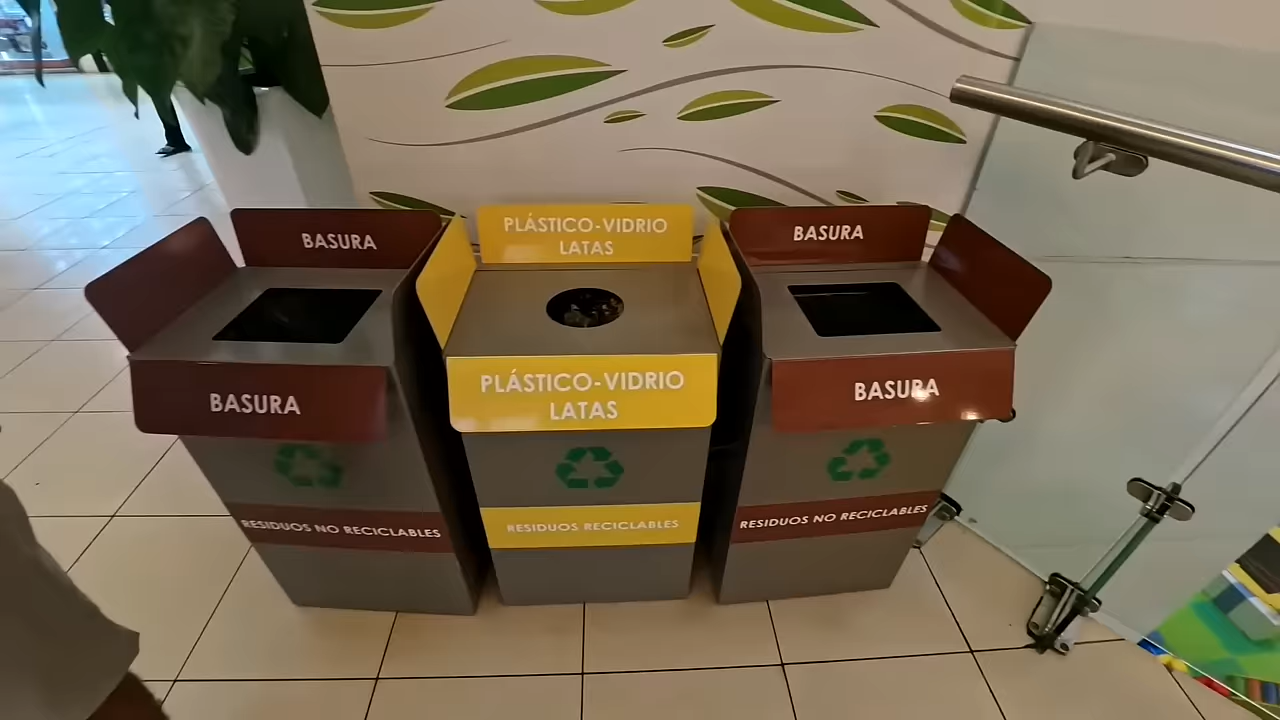 BASURA
BASURA
RESIDUOS NO RECICLABLES
PLÁSTICO-VIDRIO
LATAS
PLÁSTICO-VIDRIO
LATAS
RESIDUOS RECICLABLES
BASURA
BASURA
RESIDUOS NO RECICLABLES